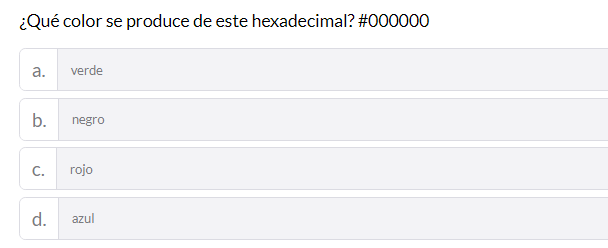 ¿Qué color se produce de este hexadecimal? #000000
a. verde
b. negro
c. rojo
d. azul